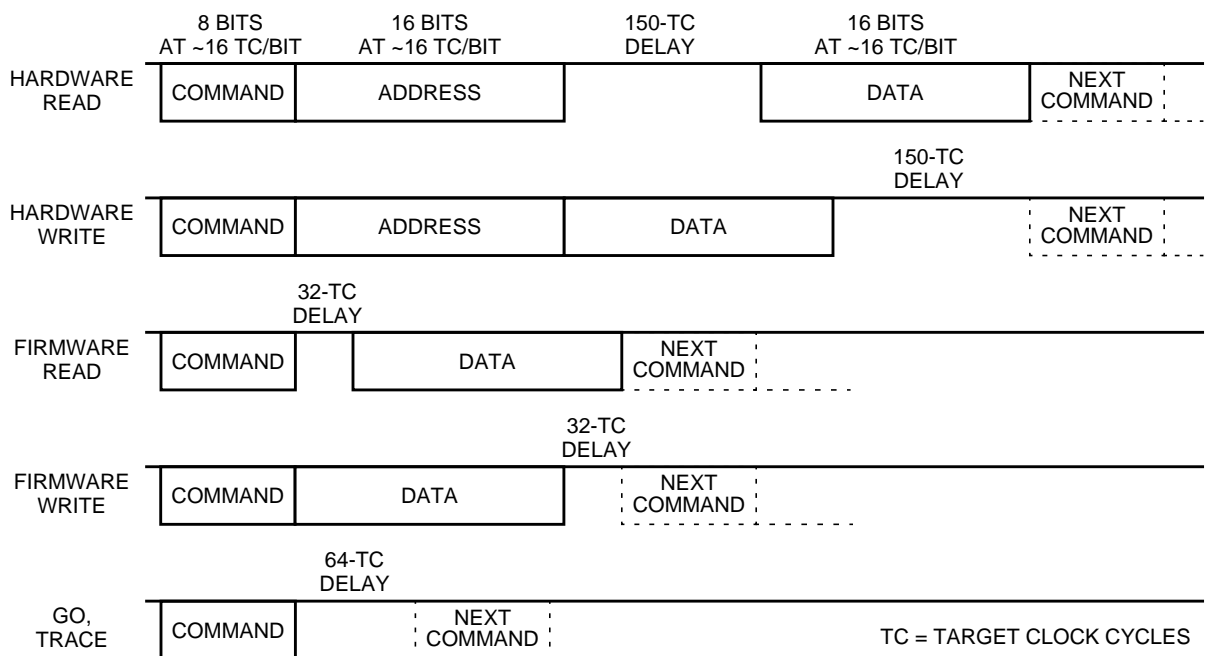 8 BITS
AT ~16 TC/BIT
16 BITS
AT ~16 TC/BIT
150-TC
DELAY
16 BITS
AT ~16 TC/BIT
HARDWARE
READ
COMMAND
ADDRESS
DATA
NEXT
COMMAND
150-TC
DELAY
HARDWARE
WRITE
COMMAND
ADDRESS
DATA
NEXT
COMMAND
32-TC
DELAY
FIRMWARE
READ
COMMAND
DATA
NEXT
COMMAND
32-TC
DELAY
FIRMWARE
WRITE
COMMAND
DATA
NEXT
COMMAND
64-TC
DELAY
GO,
TRACE
COMMAND
NEXT
COMMAND
TC = TARGET CLOCK CYCLES